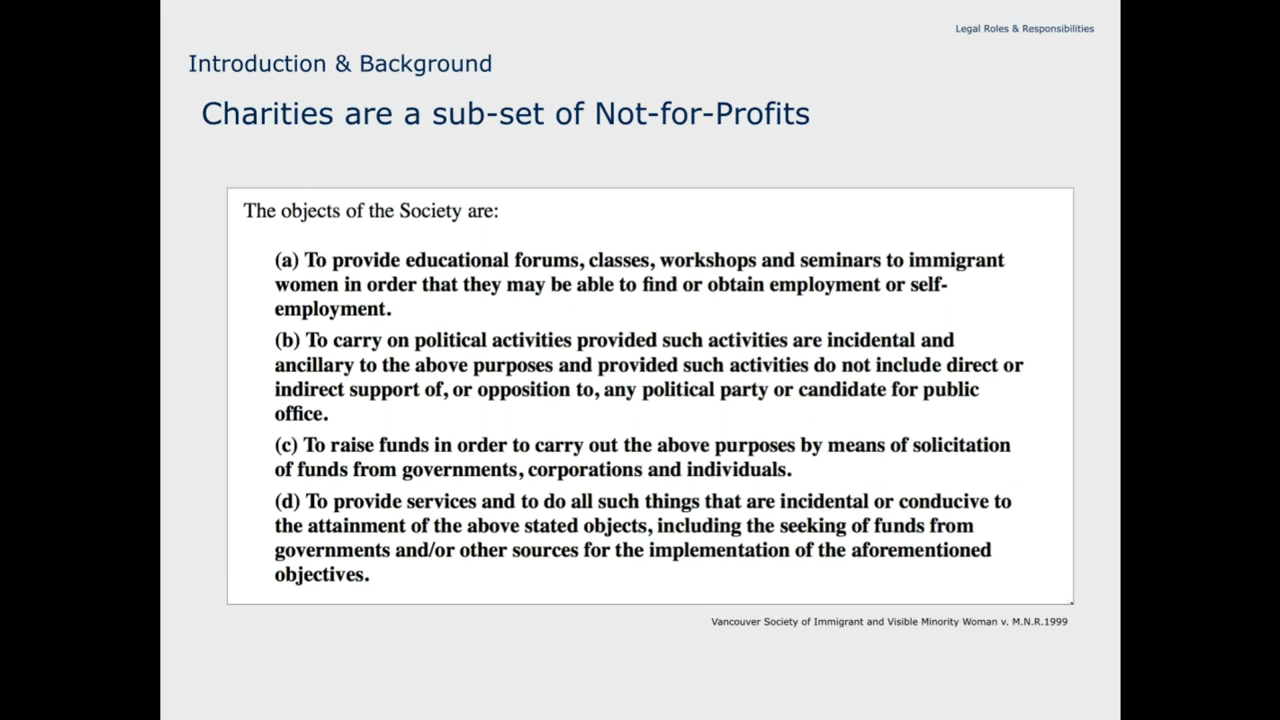 Legal Roles & Responsibilities
Introduction & Background
Charities are a sub-set of Not-for-Profits
The objects of the Society are:
(a) To provide educational forums, classes, workshops and seminars to immigrant
women in order that they may be able to find or obtain employment or self-
employment.
(b) To carry on political activities provided such activities are incidental and
ancillary to the above purposes and provided such activities do not include direct or
indirect support of, or opposition to, any political party or candidate for public
office.
(c) To raise funds in order to carry out the above purposes by means of solicitation
of funds from governments, corporations and individuals.
(d) To provide services and to do all such things that are incidental or conducive to
the attainment of the above stated objects, including the seeking of funds from
governments and/or other sources for the implementation of the aforementioned
objectives.
Vancouver Society of Immigrant and Visible Minority Woman v. M.N.R.1999